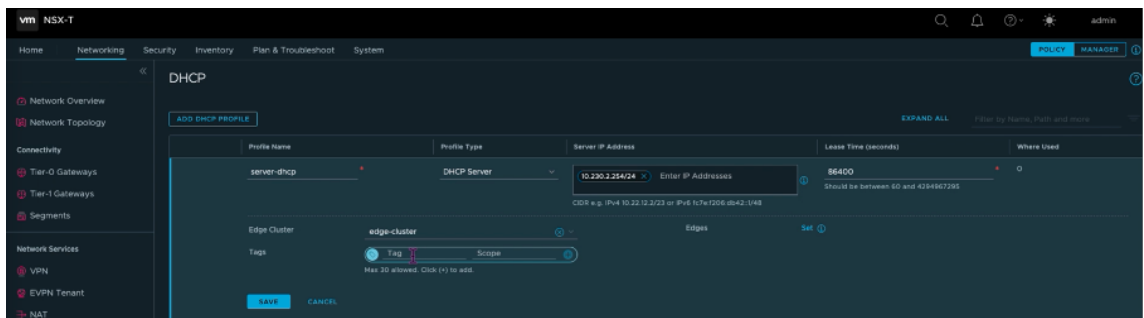 vm NSX-T
admin
Home Networking Security Inventory Plan & Troubleshoot System
POLICY MANAGER
DHCP
Network Overview
Network Topology
Connectivity
Tier-0 Gateways
Tier-1 Gateways
Segments
Network Services
VPN
EVPN Tenant
NAT
ADD DHCP PROFILE
EXPAND ALL
Filter by Name, Path and more
Profile Name Profile Type Server IP Address Lease Time (seconds) Where Used
server-dhcp * DHCP Server 10.230.2.254/24 × Enter IP Addresses 86400 * 0
Should be between 60 and 4294967295
CIDR e.g. IPv4 10.22.12.2/23 or IPv6 fc7e:f206:db42::1/48
Edge Cluster edge-cluster Edges Set
Tags Tag Scope
Max 20 allowed. Click (+) to add.
SAVE CANCEL